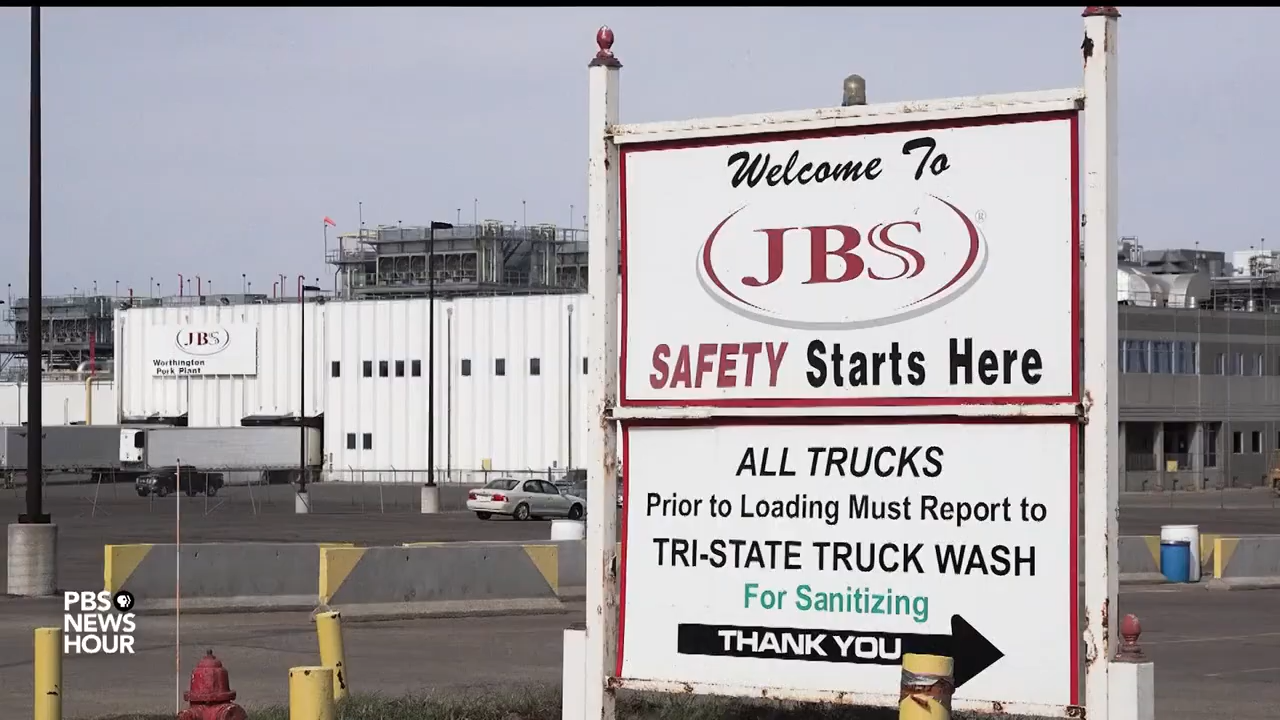 Welcome To
JBS
®
SAFETY Starts Here
ALL TRUCKS
Prior to Loading Must Report to
TRI-STATE TRUCK WASH
For Sanitizing
THANK YOU
JBS
Worthington
Pork Plant
PBS
NEWS
HOUR